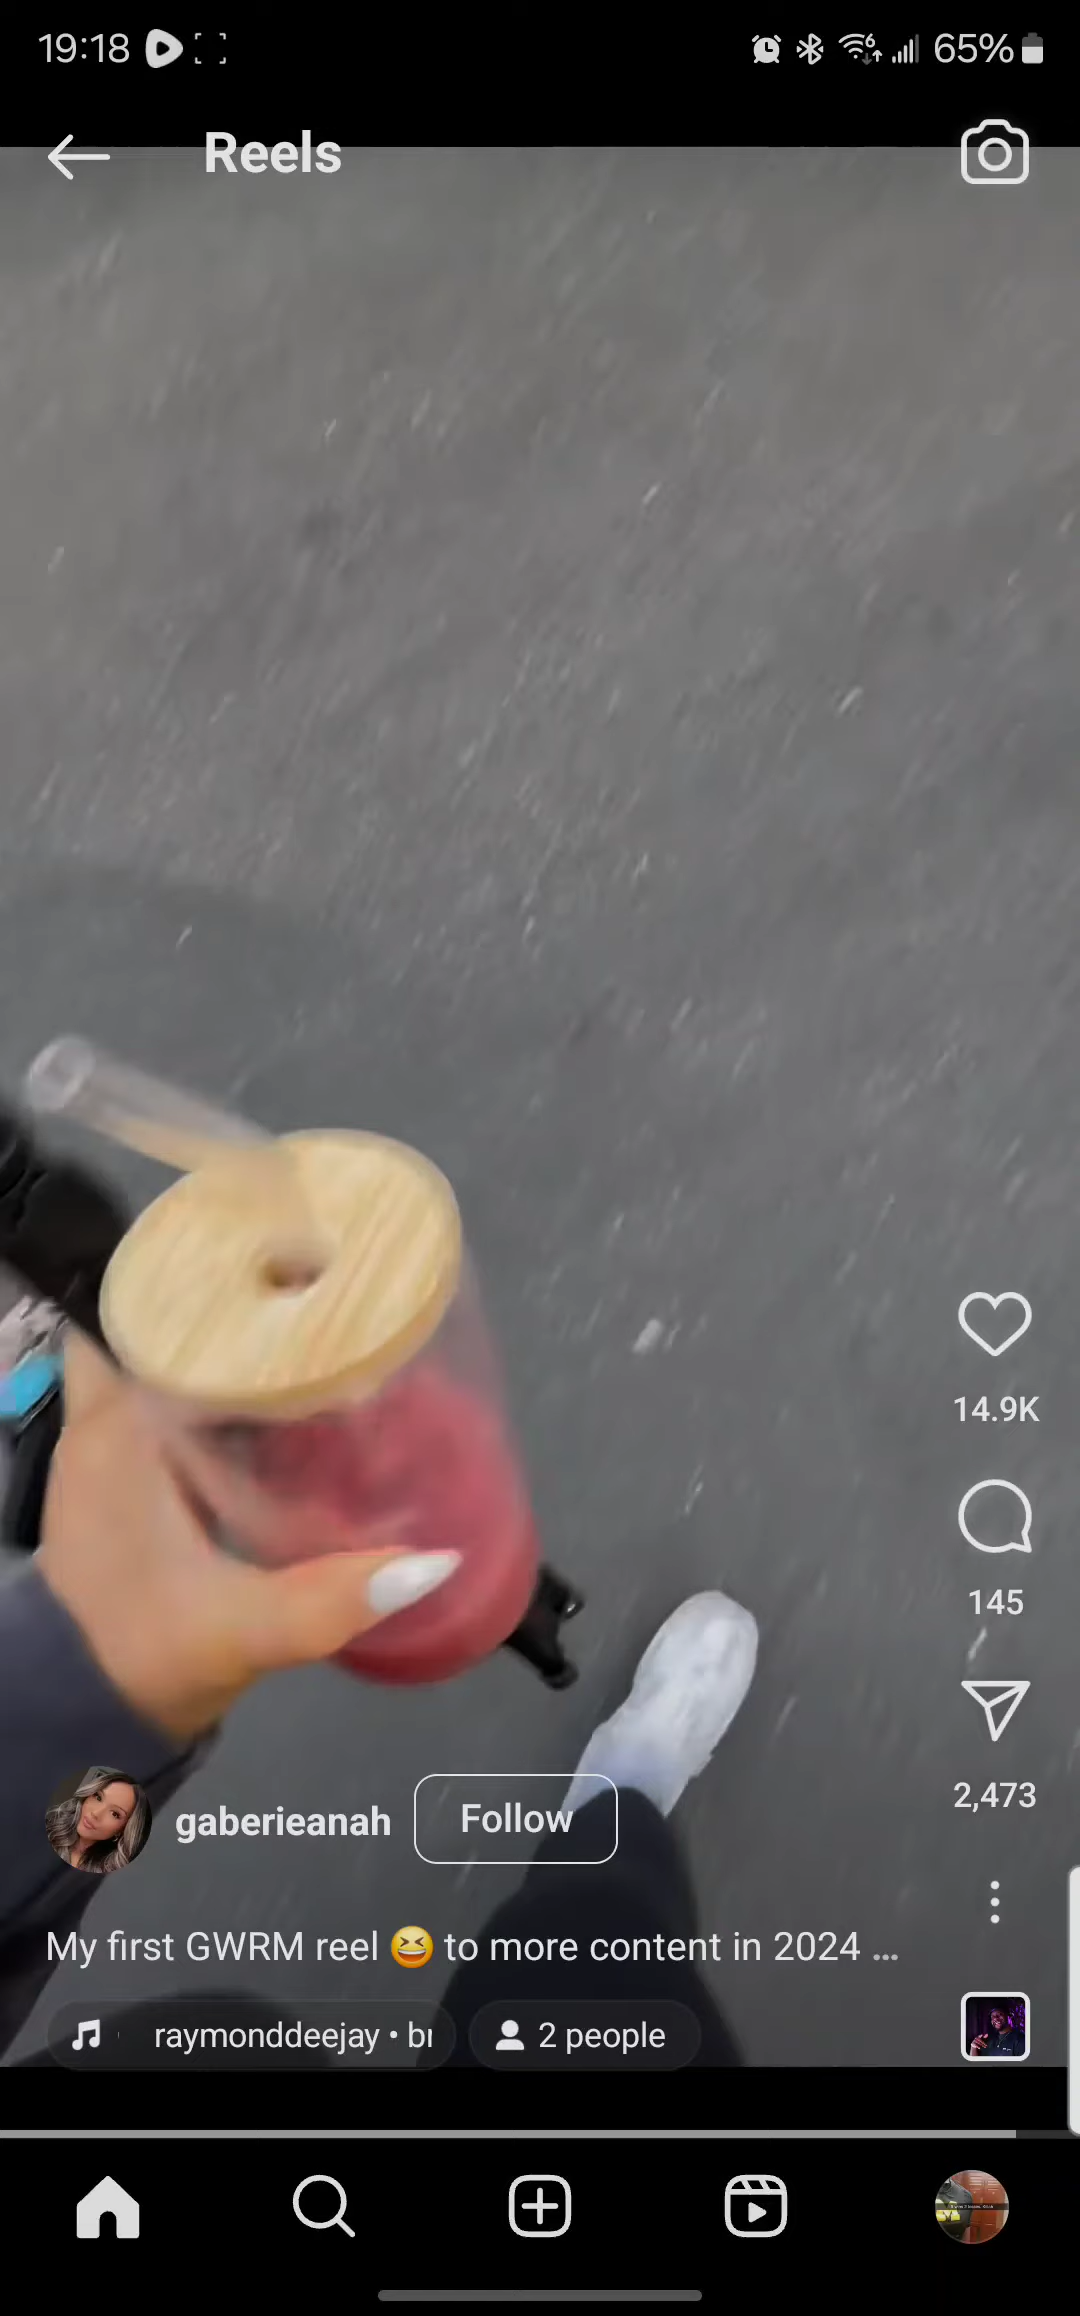 19:18
65%
Reels
14.9K
145
2,473
gaberieanah
Follow
My first GWRM reel 😆 to more content in 2024 ...
raymonddeejay • br
2 people